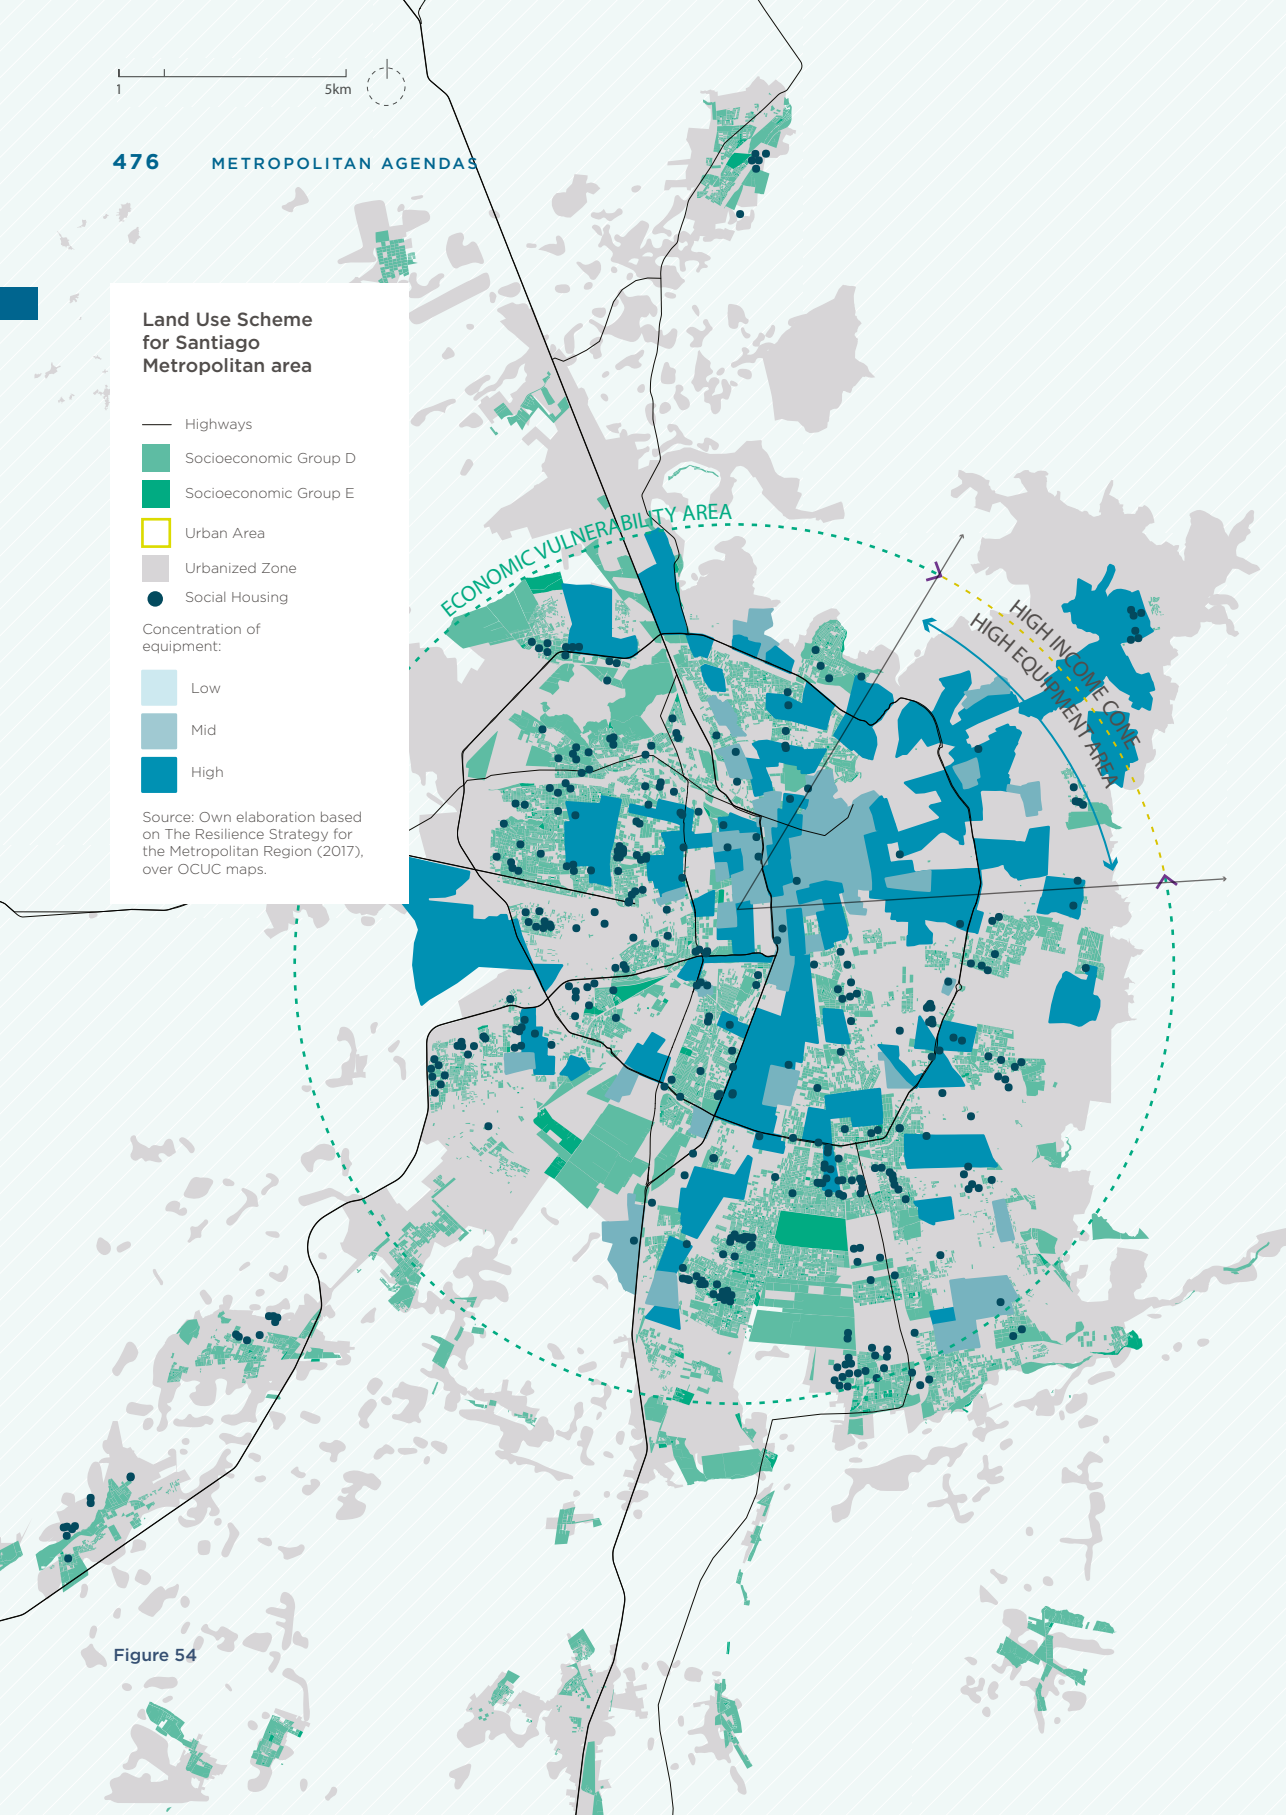 1 5km
476 METROPOLITAN AGENDAS
Land Use Scheme
for Santiago
Metropolitan area
Highways
Socioeconomic Group D
Socioeconomic Group E
Urban Area
Urbanized Zone
Social Housing
Concentration of
equipment:
Low
Mid
High
Source: Own elaboration based
on The Resilience Strategy for
the Metropolitan Region (2017),
over OCUC maps.
ECONOMIC VULNERABILITY AREA
HIGH INCOME CONE
HIGH EQUIPMENT AREA
Figure 54